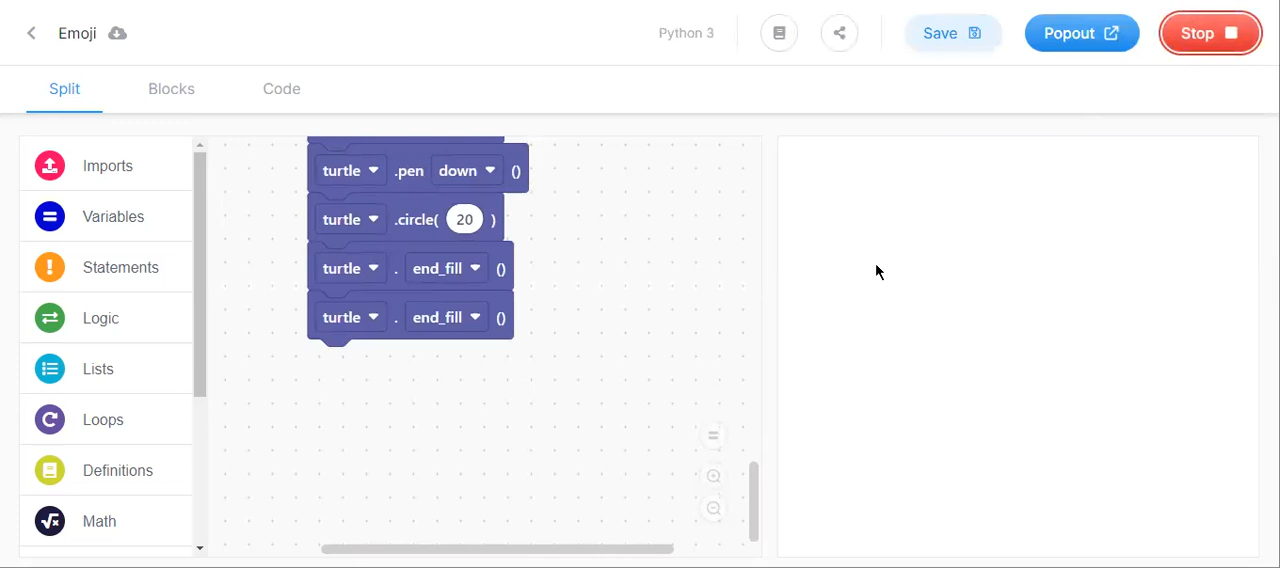 Emoji
Python 3
Save
Popout
Stop
Split
Blocks
Code
Imports
Variables
Statements
Logic
Lists
Loops
Definitions
Math
turtle .pen down ()
turtle .circle( 20 )
turtle . end_fill ()
turtle . end_fill ()